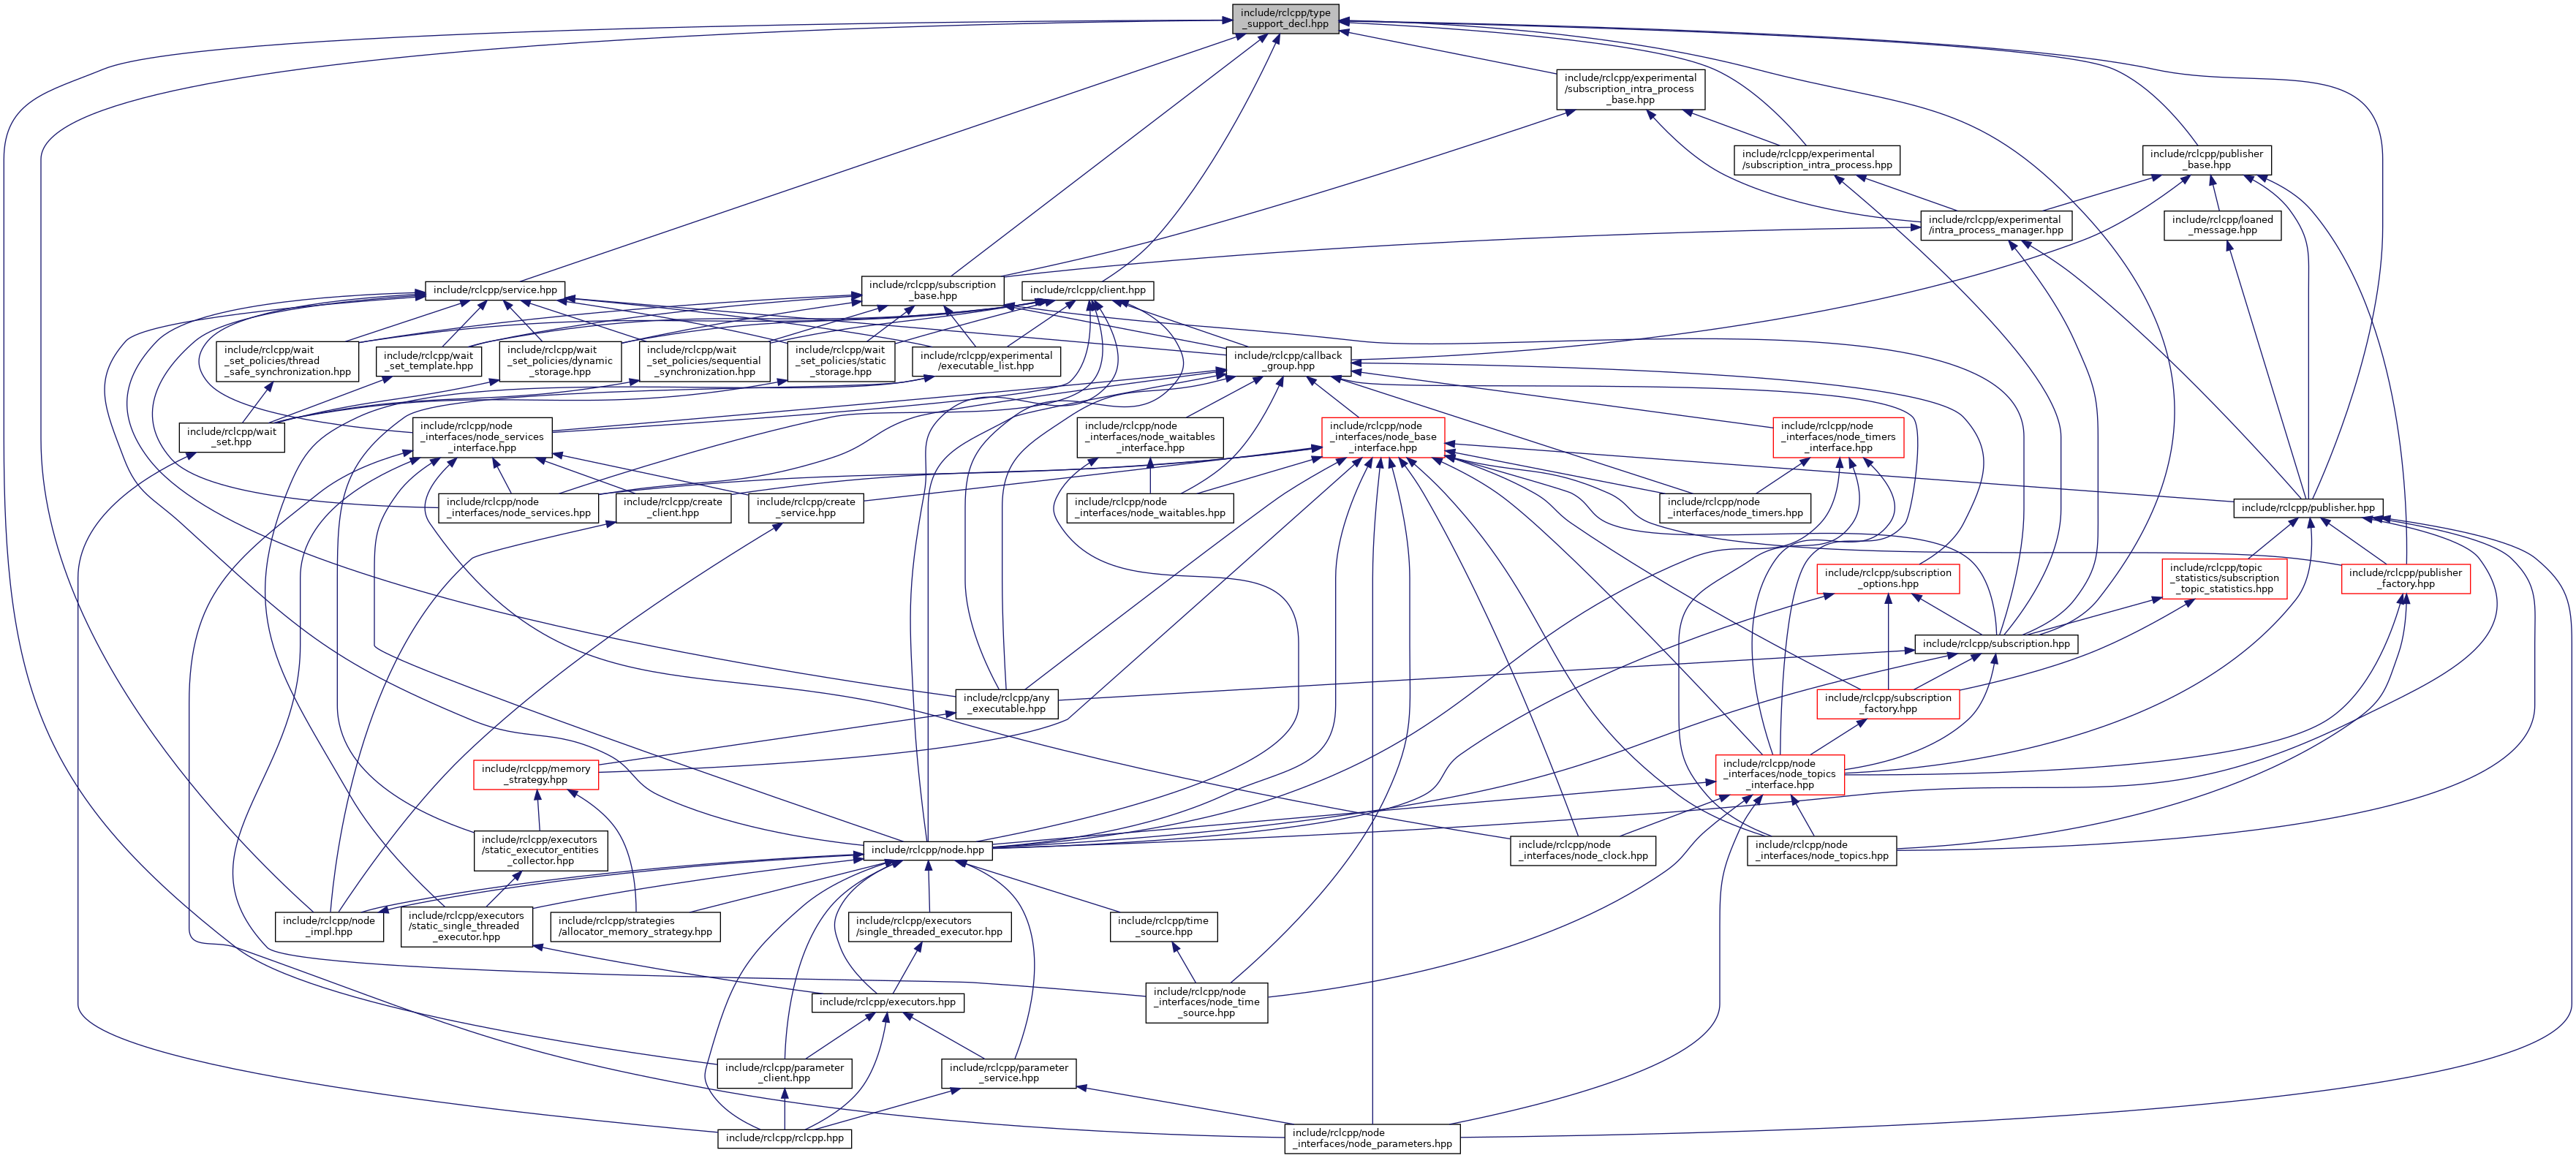 include/rclcpp/type
_support_decl.hpp
include/rclcpp/experimental
/subscription_intra_process
_base.hpp
include/rclcpp/experimental
/subscription_intra_process.hpp
include/rclcpp/publisher
_base.hpp
include/rclcpp/experimental
/intra_process_manager.hpp
include/rclcpp/loaned
_message.hpp
include/rclcpp/service.hpp
include/rclcpp/subscription
_base.hpp
include/rclcpp/client.hpp
include/rclcpp/wait
_set_policies/thread
_safe_synchronization.hpp
include/rclcpp/wait
_set_template.hpp
include/rclcpp/wait
_set_policies/dynamic
_storage.hpp
include/rclcpp/wait
_set_policies/sequential
_synchronization.hpp
include/rclcpp/wait
_set_policies/static
_storage.hpp
include/rclcpp/experimental
/executable_list.hpp
include/rclcpp/callback
_group.hpp
include/rclcpp/wait
_set.hpp
include/rclcpp/node
_interfaces/node_services
_interface.hpp
include/rclcpp/node
_interfaces/node_waitables
_interface.hpp
include/rclcpp/node
_interfaces/node_base
_interface.hpp
include/rclcpp/node
_interfaces/node_timers
_interface.hpp
include/rclcpp/node
_interfaces/node_services.hpp
include/rclcpp/create
_client.hpp
include/rclcpp/create
_service.hpp
include/rclcpp/node
_interfaces/node_waitables.hpp
include/rclcpp/node
_interfaces/node_timers.hpp
include/rclcpp/publisher.hpp
include/rclcpp/subscription
_options.hpp
include/rclcpp/topic
_statistics/subscription
_topic_statistics.hpp
include/rclcpp/publisher
_factory.hpp
include/rclcpp/subscription.hpp
include/rclcpp/any
_executable.hpp
include/rclcpp/subscription
_factory.hpp
include/rclcpp/memory
_strategy.hpp
include/rclcpp/node
_interfaces/node_topics
_interface.hpp
include/rclcpp/executors
/static_executor_entities
_collector.hpp
include/rclcpp/node.hpp
include/rclcpp/node
_interfaces/node_clock.hpp
include/rclcpp/node
_interfaces/node_topics.hpp
include/rclcpp/node
_impl.hpp
include/rclcpp/executors
/static_single_threaded
_executor.hpp
include/rclcpp/strategies
/allocator_memory_strategy.hpp
include/rclcpp/executors
/single_threaded_executor.hpp
include/rclcpp/time
_source.hpp
include/rclcpp/executors.hpp
include/rclcpp/node
_interfaces/node_time
_source.hpp
include/rclcpp/parameter
_client.hpp
include/rclcpp/parameter
_service.hpp
include/rclcpp/rclcpp.hpp
include/rclcpp/node
_interfaces/node_parameters.hpp